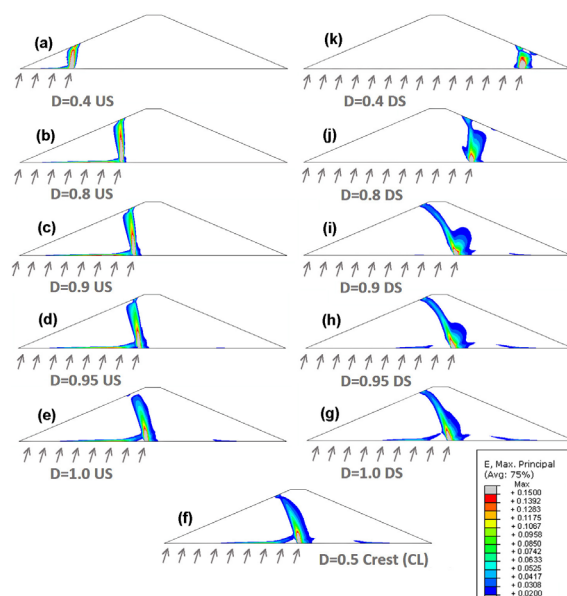 (a)
D=0.4 US
(b)
D=0.8 US
(c)
D=0.9 US
(d)
D=0.95 US
(e)
D=1.0 US
(f)
D=0.5 Crest (CL)
(k)
D=0.4 DS
(j)
D=0.8 DS
(i)
D=0.9 DS
(h)
D=0.95 DS
(g)
D=1.0 DS
E, Max. Principal
(Avg: 75%)
Max
+ 0.1500
+ 0.1392
+ 0.1283
+ 0.1175
+ 0.1067
+ 0.0958
+ 0.0850
+ 0.0742
+ 0.0633
+ 0.0525
+ 0.0417
+ 0.0308
+ 0.0200